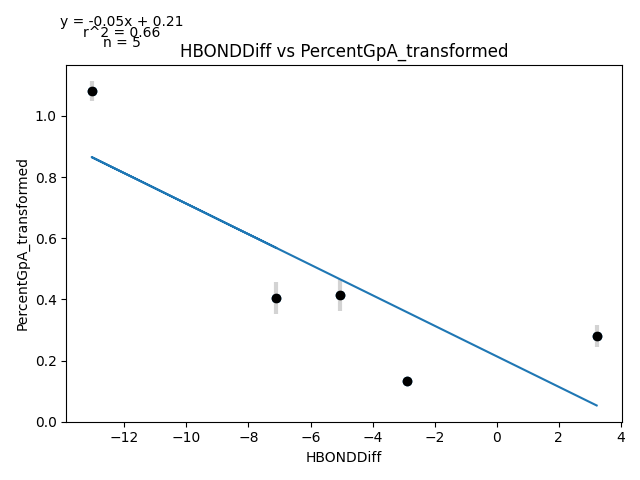 y = -0.05x + 0.21
r^2 = 0.66
n = 5
HBONDDiff vs PercentGpA_transformed
PercentGpA_transformed
1.0
0.8
0.6
0.4
0.2
0.0
−12 −10 −8 −6 −4 −2 0 2 4
HBONDDiff